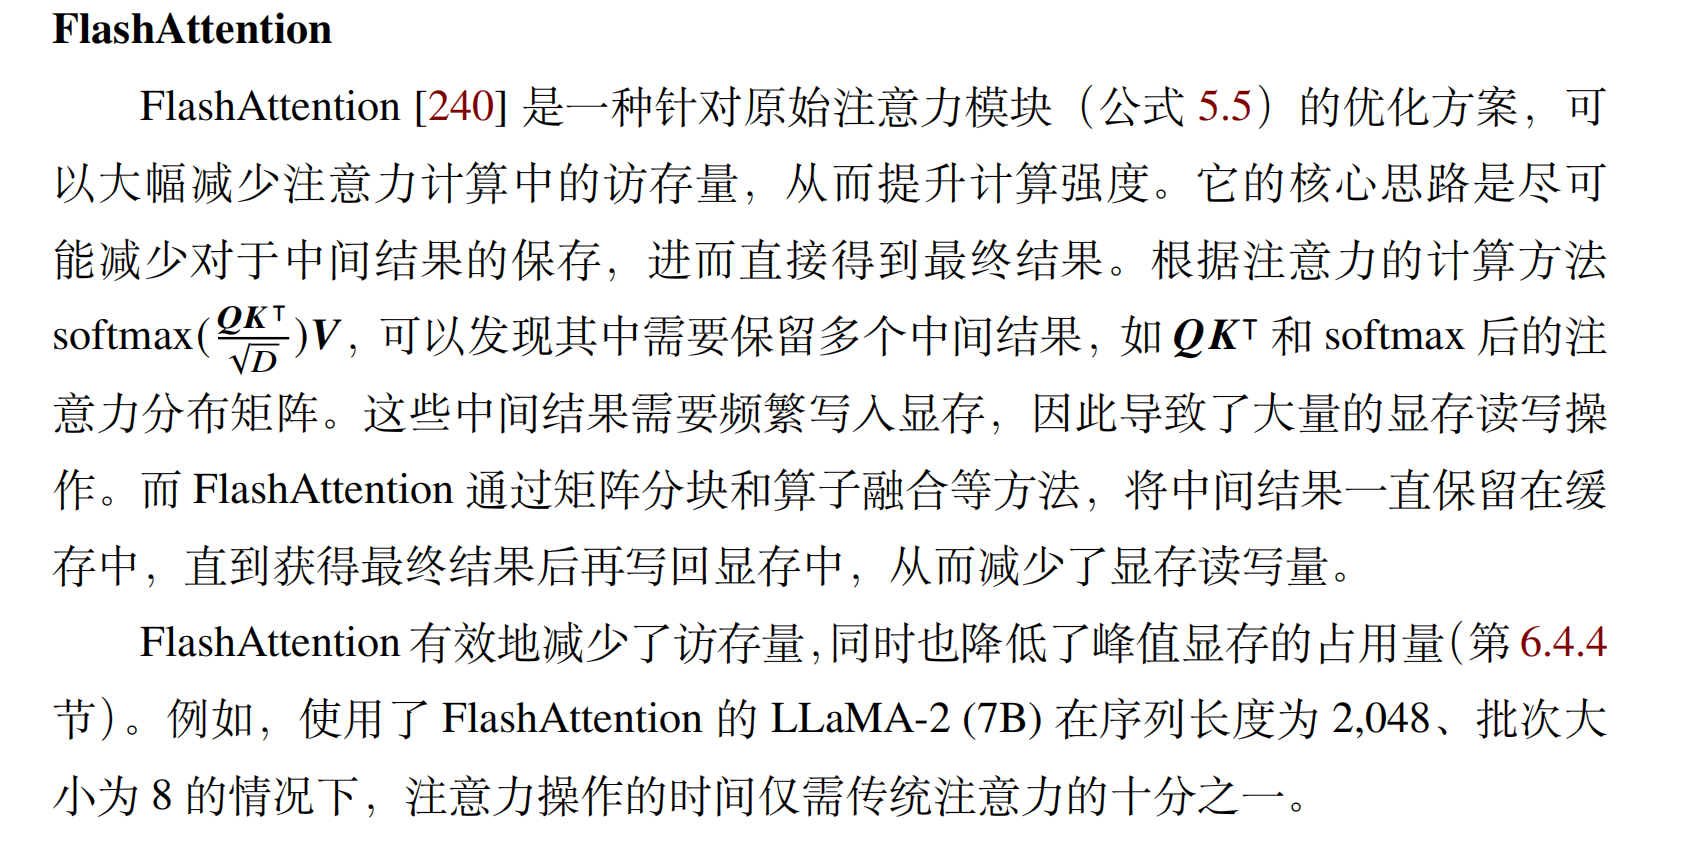 FlashAttention
FlashAttention [240] 是一种针对原始注意力模块（公式 5.5）的优化方案，可
以大幅减少注意力计算中的访存量，从而提升计算强度。它的核心思路是尽可
能减少对于中间结果的保存，进而直接得到最终结果。根据注意力的计算方法
softmax(\frac{QK^⊤}{\sqrt{D}})V，可以发现其中需要保留多个中间结果，如 QK^⊤ 和 softmax 后的注
意力分布矩阵。这些中间结果需要频繁写入显存，因此导致了大量的显存读写操
作。而 FlashAttention 通过矩阵分块和算子融合等方法，将中间结果一直保留在缓
存中，直到获得最终结果后再写回显存中，从而减少了显存读写量。
FlashAttention 有效地减少了访存量，同时也降低了峰值显存的占用量（第 6.4.4
节）。例如，使用了 FlashAttention 的 LLaMA-2 (7B) 在序列长度为 2,048、批次大
小为 8 的情况下，注意力操作的时间仅需传统注意力的十分之一。